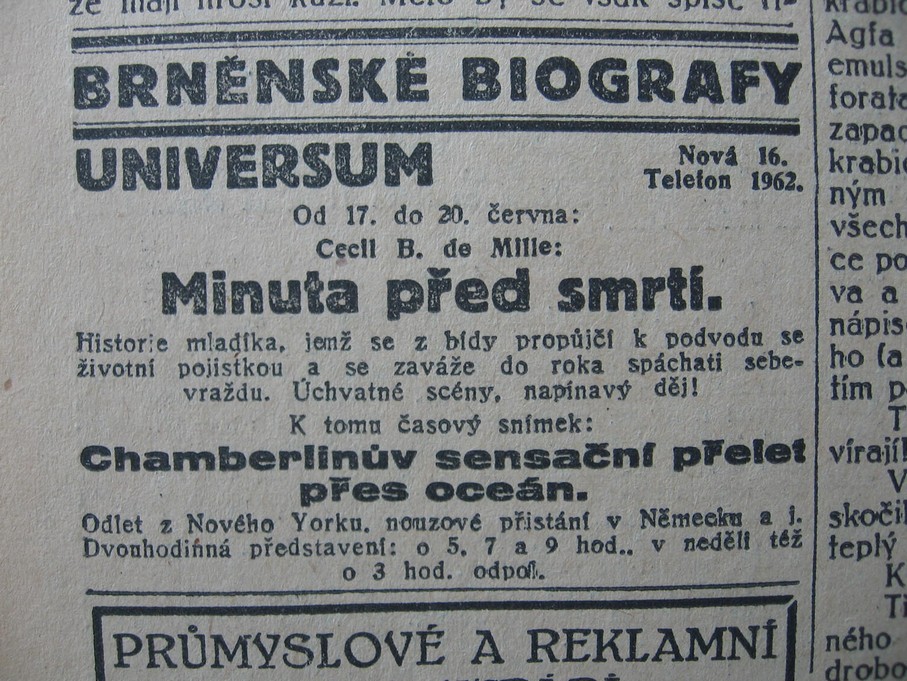 BRNĚNSKÉ BIOGRAFY
UNIVERSUM
Nová 16.
Telefon 1962.
Od 17. do 20. června:
Cecil B. de Mille:
Minuta před smrtí.
Historie mladíka, jemž se z bídy propůjčí k podvodu se
životní pojistkou a se zaváže do roka spáchati sebe-
vraždu. Úchvatné scény, napínavý děj!
K tomu časový snímek:
Chamberlinův sensační přelet
přes oceán.
Odlet z Nového Yorku, nouzové přistání v Německu a j.
Dvouhodinná představení: o 5, 7 a 9 hod., v neděli též
o 3 hod. odpol.
PRŮMYSLOVÉ A REKLAMNÍ
Agfa
emuls
zapad
krabic
ným
všech
ce po
va a
nápis
ho (a
tím p
T
vírají
V
skočil
teplý
K
Ti
ného
drobo